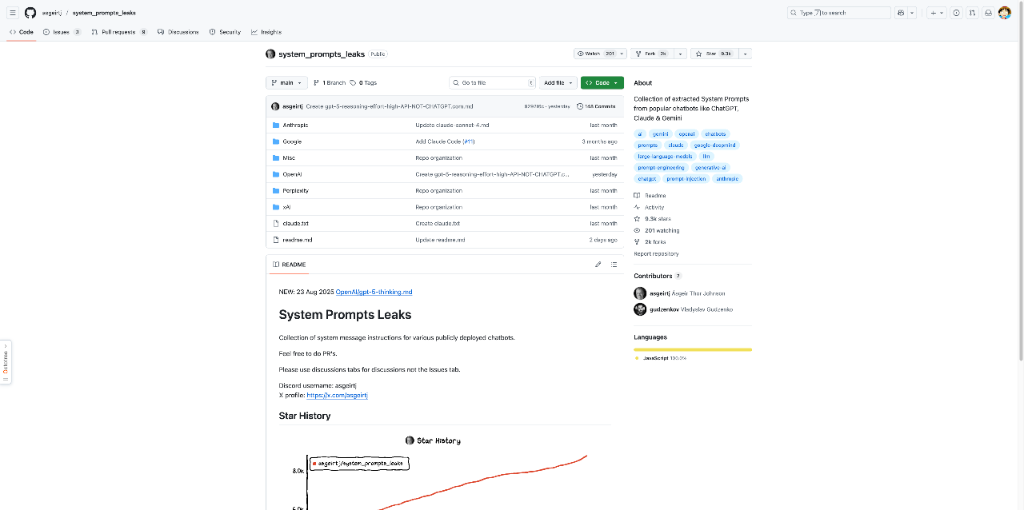 asgeirtj / system_prompts_leaks
Type / to search
Code Issues 3 Pull requests 9 Discussions Security Insights
system_prompts_leaks Public
Watch 201 Fork 2k Star 9.3k
main 1 Branch 0 Tags Go to file Add file Code
asgeirtj Create gpt-5-reasoning-effort-high-API-NOT-CHATGPT.com.md yesterday Commits
Anthropic Update claude-sonnet-4.md last month
Google Add Claude Code (#11) 3 months ago
Misc Repo organization last month
OpenAI Create gpt-5-reasoning-effort-high-API-NOT-CHATGPT.c... yesterday
Perplexity Repo organization last month
xAI Repo organization last month
claude.txt Create claude.txt last month
readme.md Update readme.md 2 days ago
README
NEW: 23 Aug 2025 OpenAI/gpt-5-thinking.md
System Prompts Leaks
Collection of system message instructions for various publicly deployed chatbots.
Feel free to do PR's.
Please use discussions tabs for discussions not the Issues tab.
Discord username: asgeirtj
X profile: https://x.com/asgeirtj
Star History
Star History
asgeirtj/system_prompts_leaks
8.0k
About
Collection of extracted System Prompts
from popular chatbots like ChatGPT,
Claude & Gemini
ai gemini openai chatbots
prompts claude google-deepmind
large-language-models llm
prompt-engineering generative-ai
chatgpt prompt-injection anthropic
Readme
Activity
9.3k stars
201 watching
2k forks
Report repository
Contributors 2
asgeirtj Ásgeir Thor Johnson
gudzenkov Vladyslav Gudzenko
Languages
JavaScript 100.0%